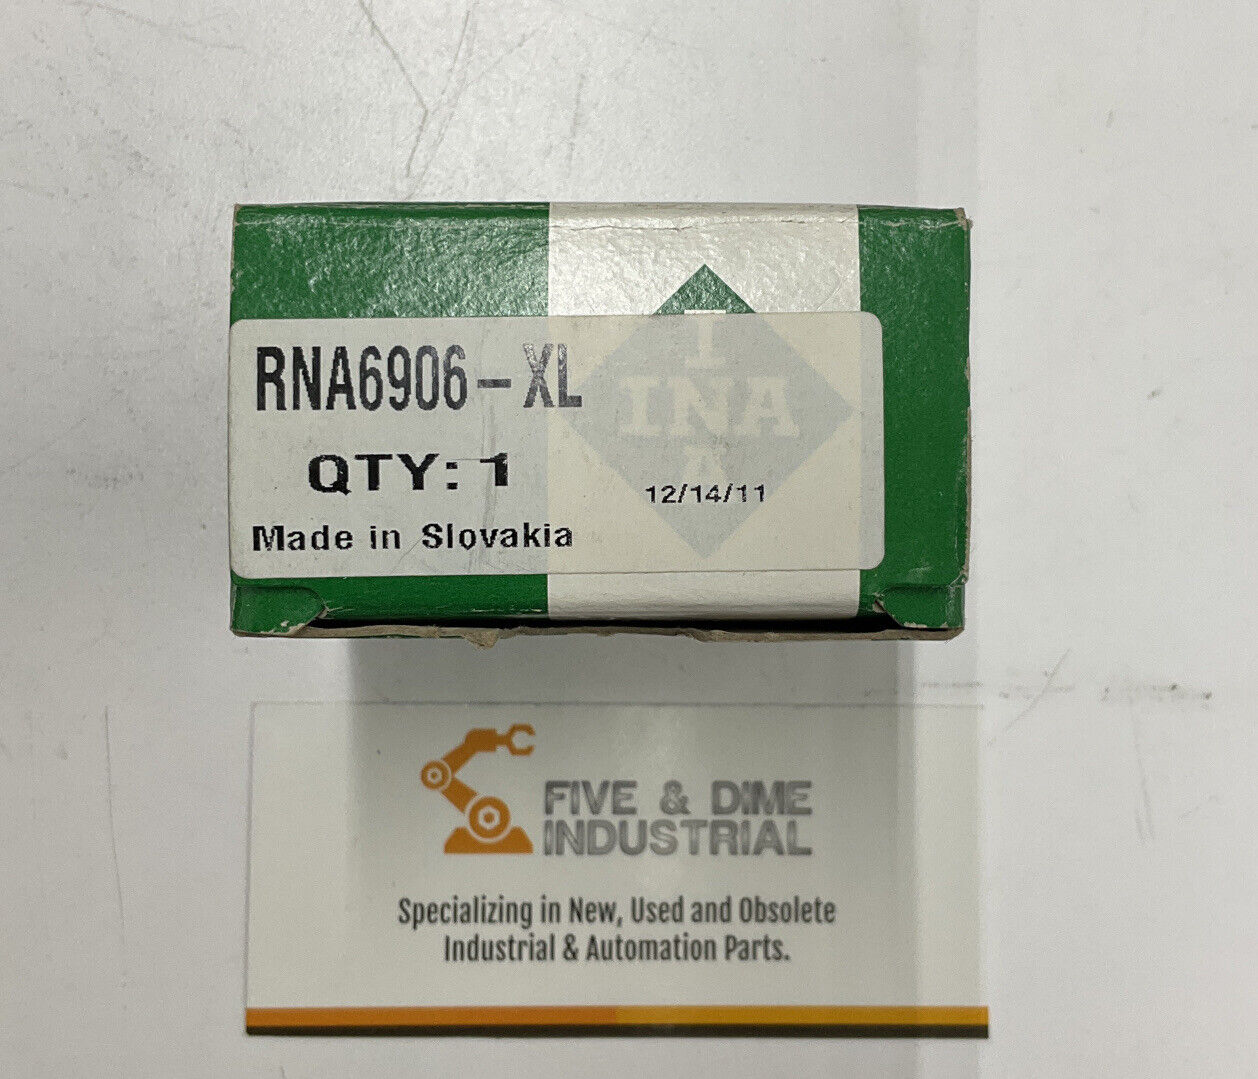 I
INA
A
RNA6906-XL
QTY: 1
12/14/11
Made in Slovakia
FIVE & DIME
INDUSTRIAL
Specializing in New, Used and Obsolete
Industrial & Automation Parts.